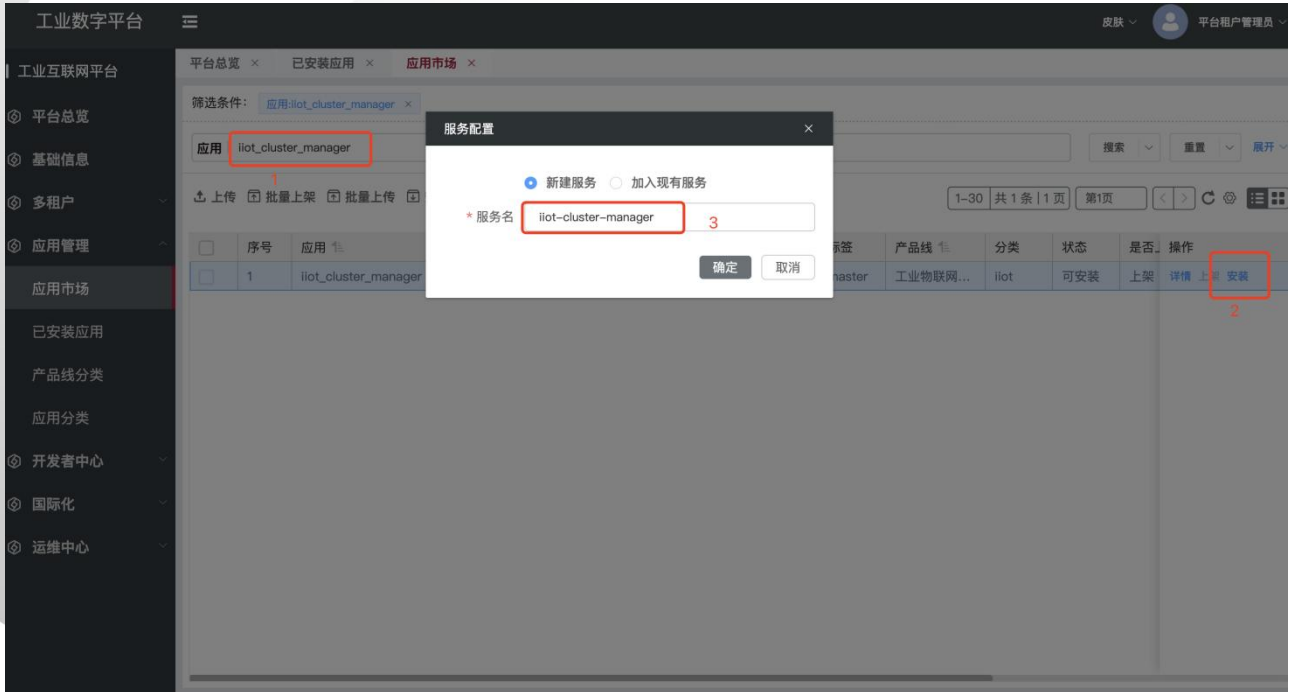 工业数字平台
皮肤
平台租户管理员
工业互联网平台
平台总览
基础信息
多租户
应用管理
应用市场
已安装应用
产品线分类
应用分类
开发者中心
国际化
运维中心
平台总览 × 已安装应用 × 应用市场 ×
筛选条件: 应用:iiot_cluster_manager ×
应用 iiot_cluster_manager
搜索 重置 展开
1
上传 批量上架 批量上传
1-30 共 1 条 | 1 页 第1页
序号 应用 标签 产品线 分类 状态 是否 操作
1 iiot_cluster_manager master 工业物联网... iiot 可安装 上架 详情 上架 安装
2
服务配置 ×
新建服务 加入现有服务
* 服务名 iiot-cluster-manager
3
确定 取消